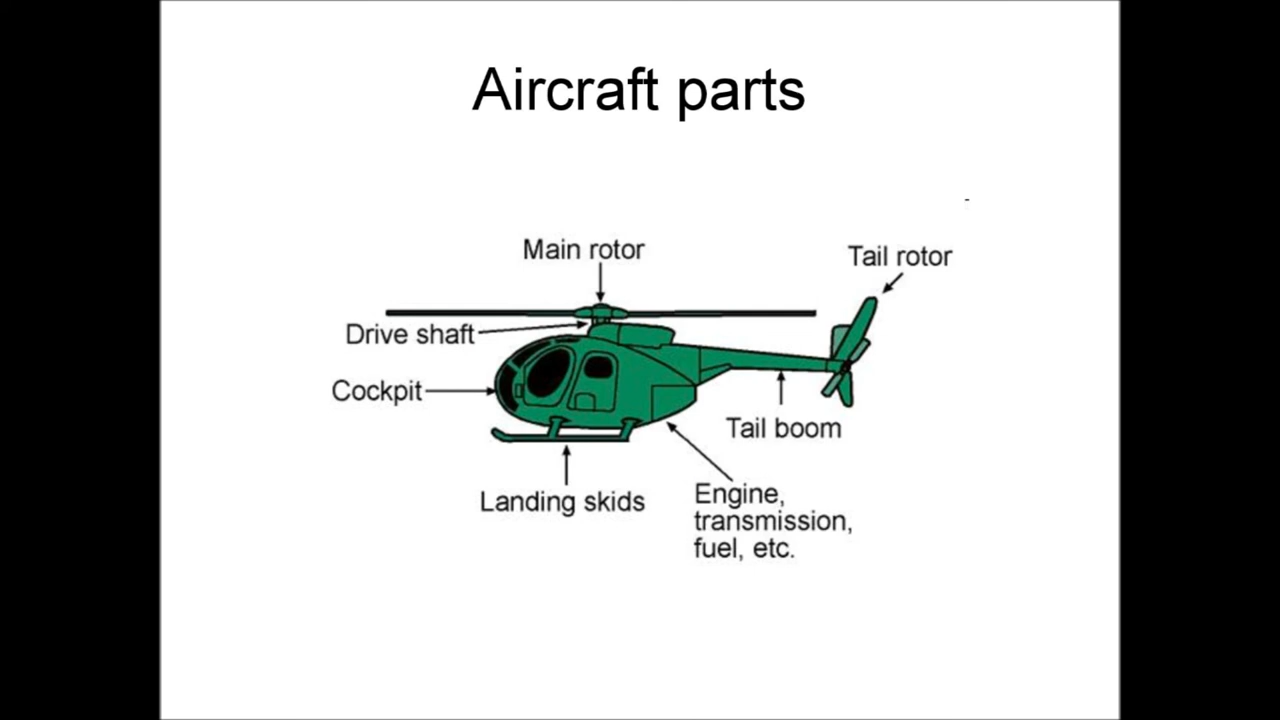 Aircraft parts
Main rotor
Tail rotor
Drive shaft
Cockpit
Tail boom
Landing skids
Engine,
transmission,
fuel, etc.